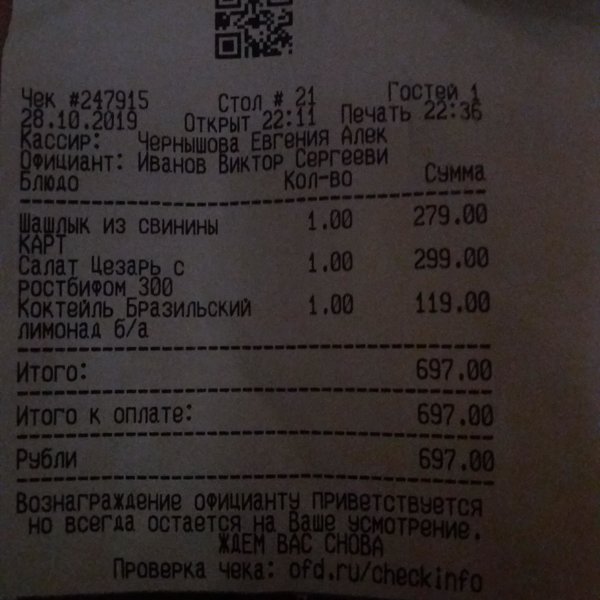 Чек #247915 Стол # 21 Гостей 1
28.10.2019 Открыт 22:11 Печать 22:36
Кассир: Чернышова Евгения Алек
Официант: Иванов Виктор Сергееви
Блюдо Кол-во Сумма
Шашлык из свинины 1.00 279.00
КАРТ
Салат Цезарь с 1.00 299.00
ростбифом 300
Коктейль Бразильский 1.00 119.00
лимонад б/а
Итого: 697.00
Итого к оплате: 697.00
Рубли 697.00
Вознаграждение официанту приветствуется
но всегда остается на Ваше усмотрение.
ЖДЕМ ВАС СНОВА
Проверка чека: ofd.ru/checkinfo